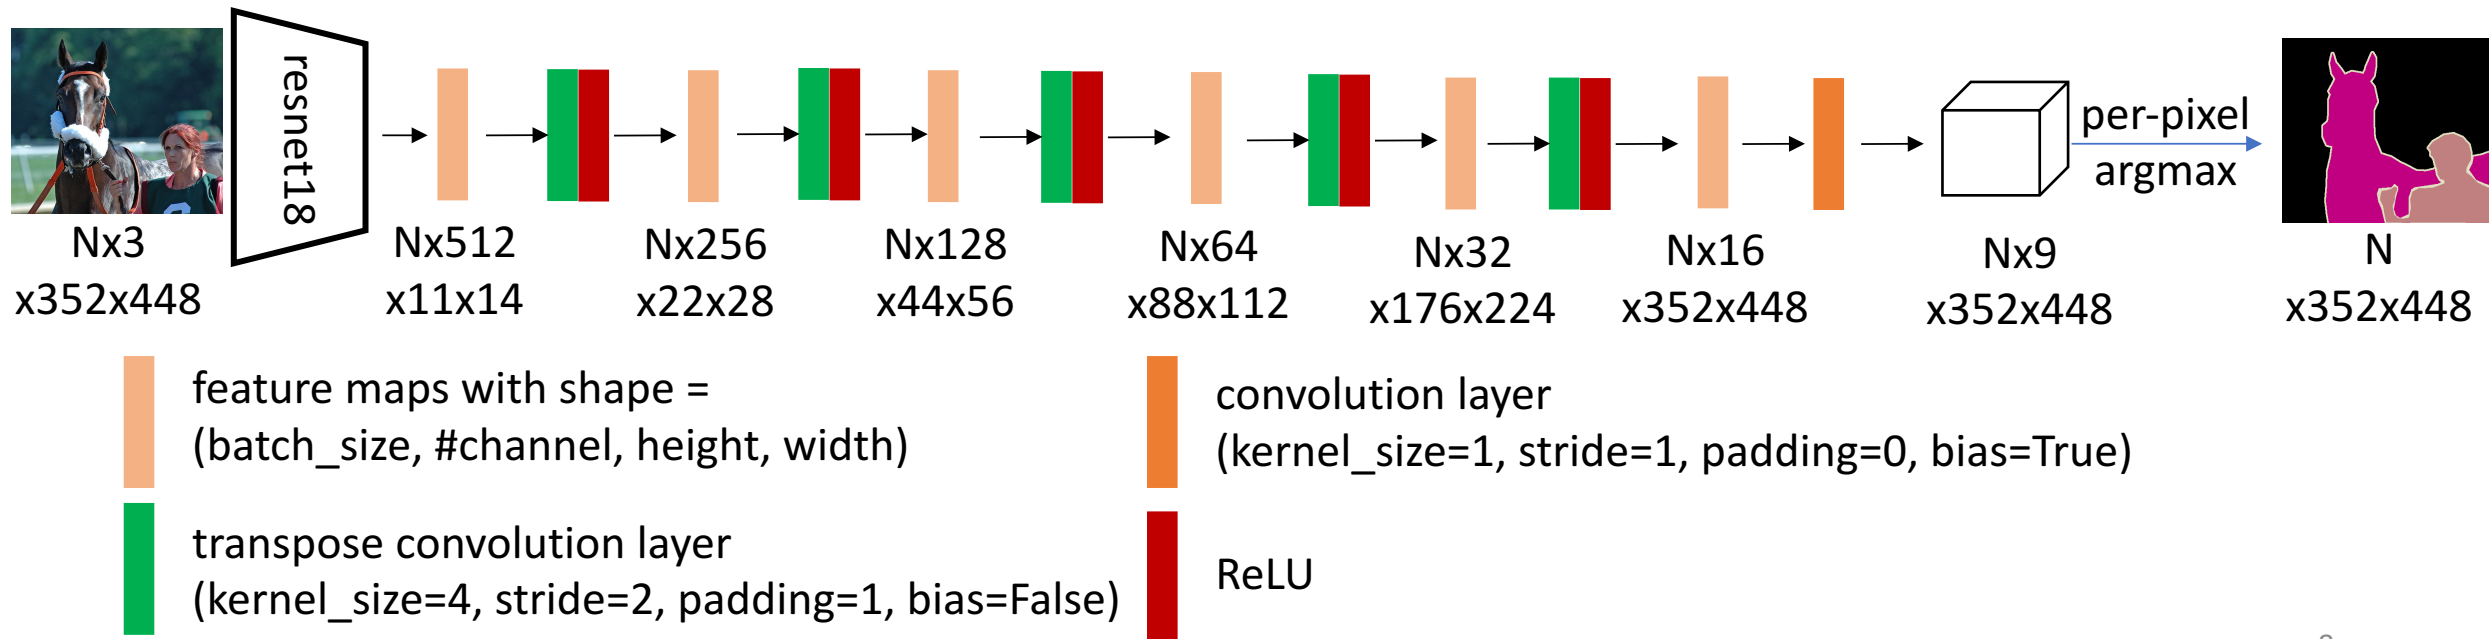 resnet18
per-pixel
argmax
Nx3
x352x448
Nx512
x11x14
Nx256
x22x28
Nx128
x44x56
Nx64
x88x112
Nx32
x176x224
Nx16
x352x448
Nx9
x352x448
N
x352x448
feature maps with shape =
(batch_size, #channel, height, width)
convolution layer
(kernel_size=1, stride=1, padding=0, bias=True)
transpose convolution layer
(kernel_size=4, stride=2, padding=1, bias=False)
ReLU